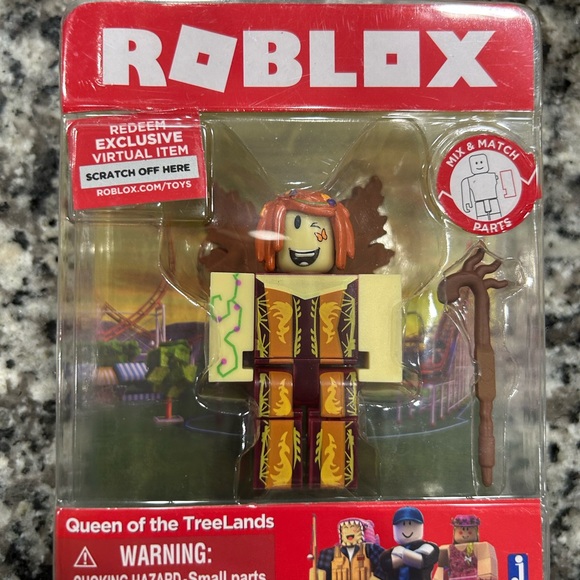 ROBLOX
REDEEM
EXCLUSIVE
VIRTUAL ITEM
SCRATCH OFF HERE
ROBLOX.COM/TOYS
MIX & MATCH
PARTS
Queen of the TreeLands
WARNING:
CHOKING HAZARD-Small parts